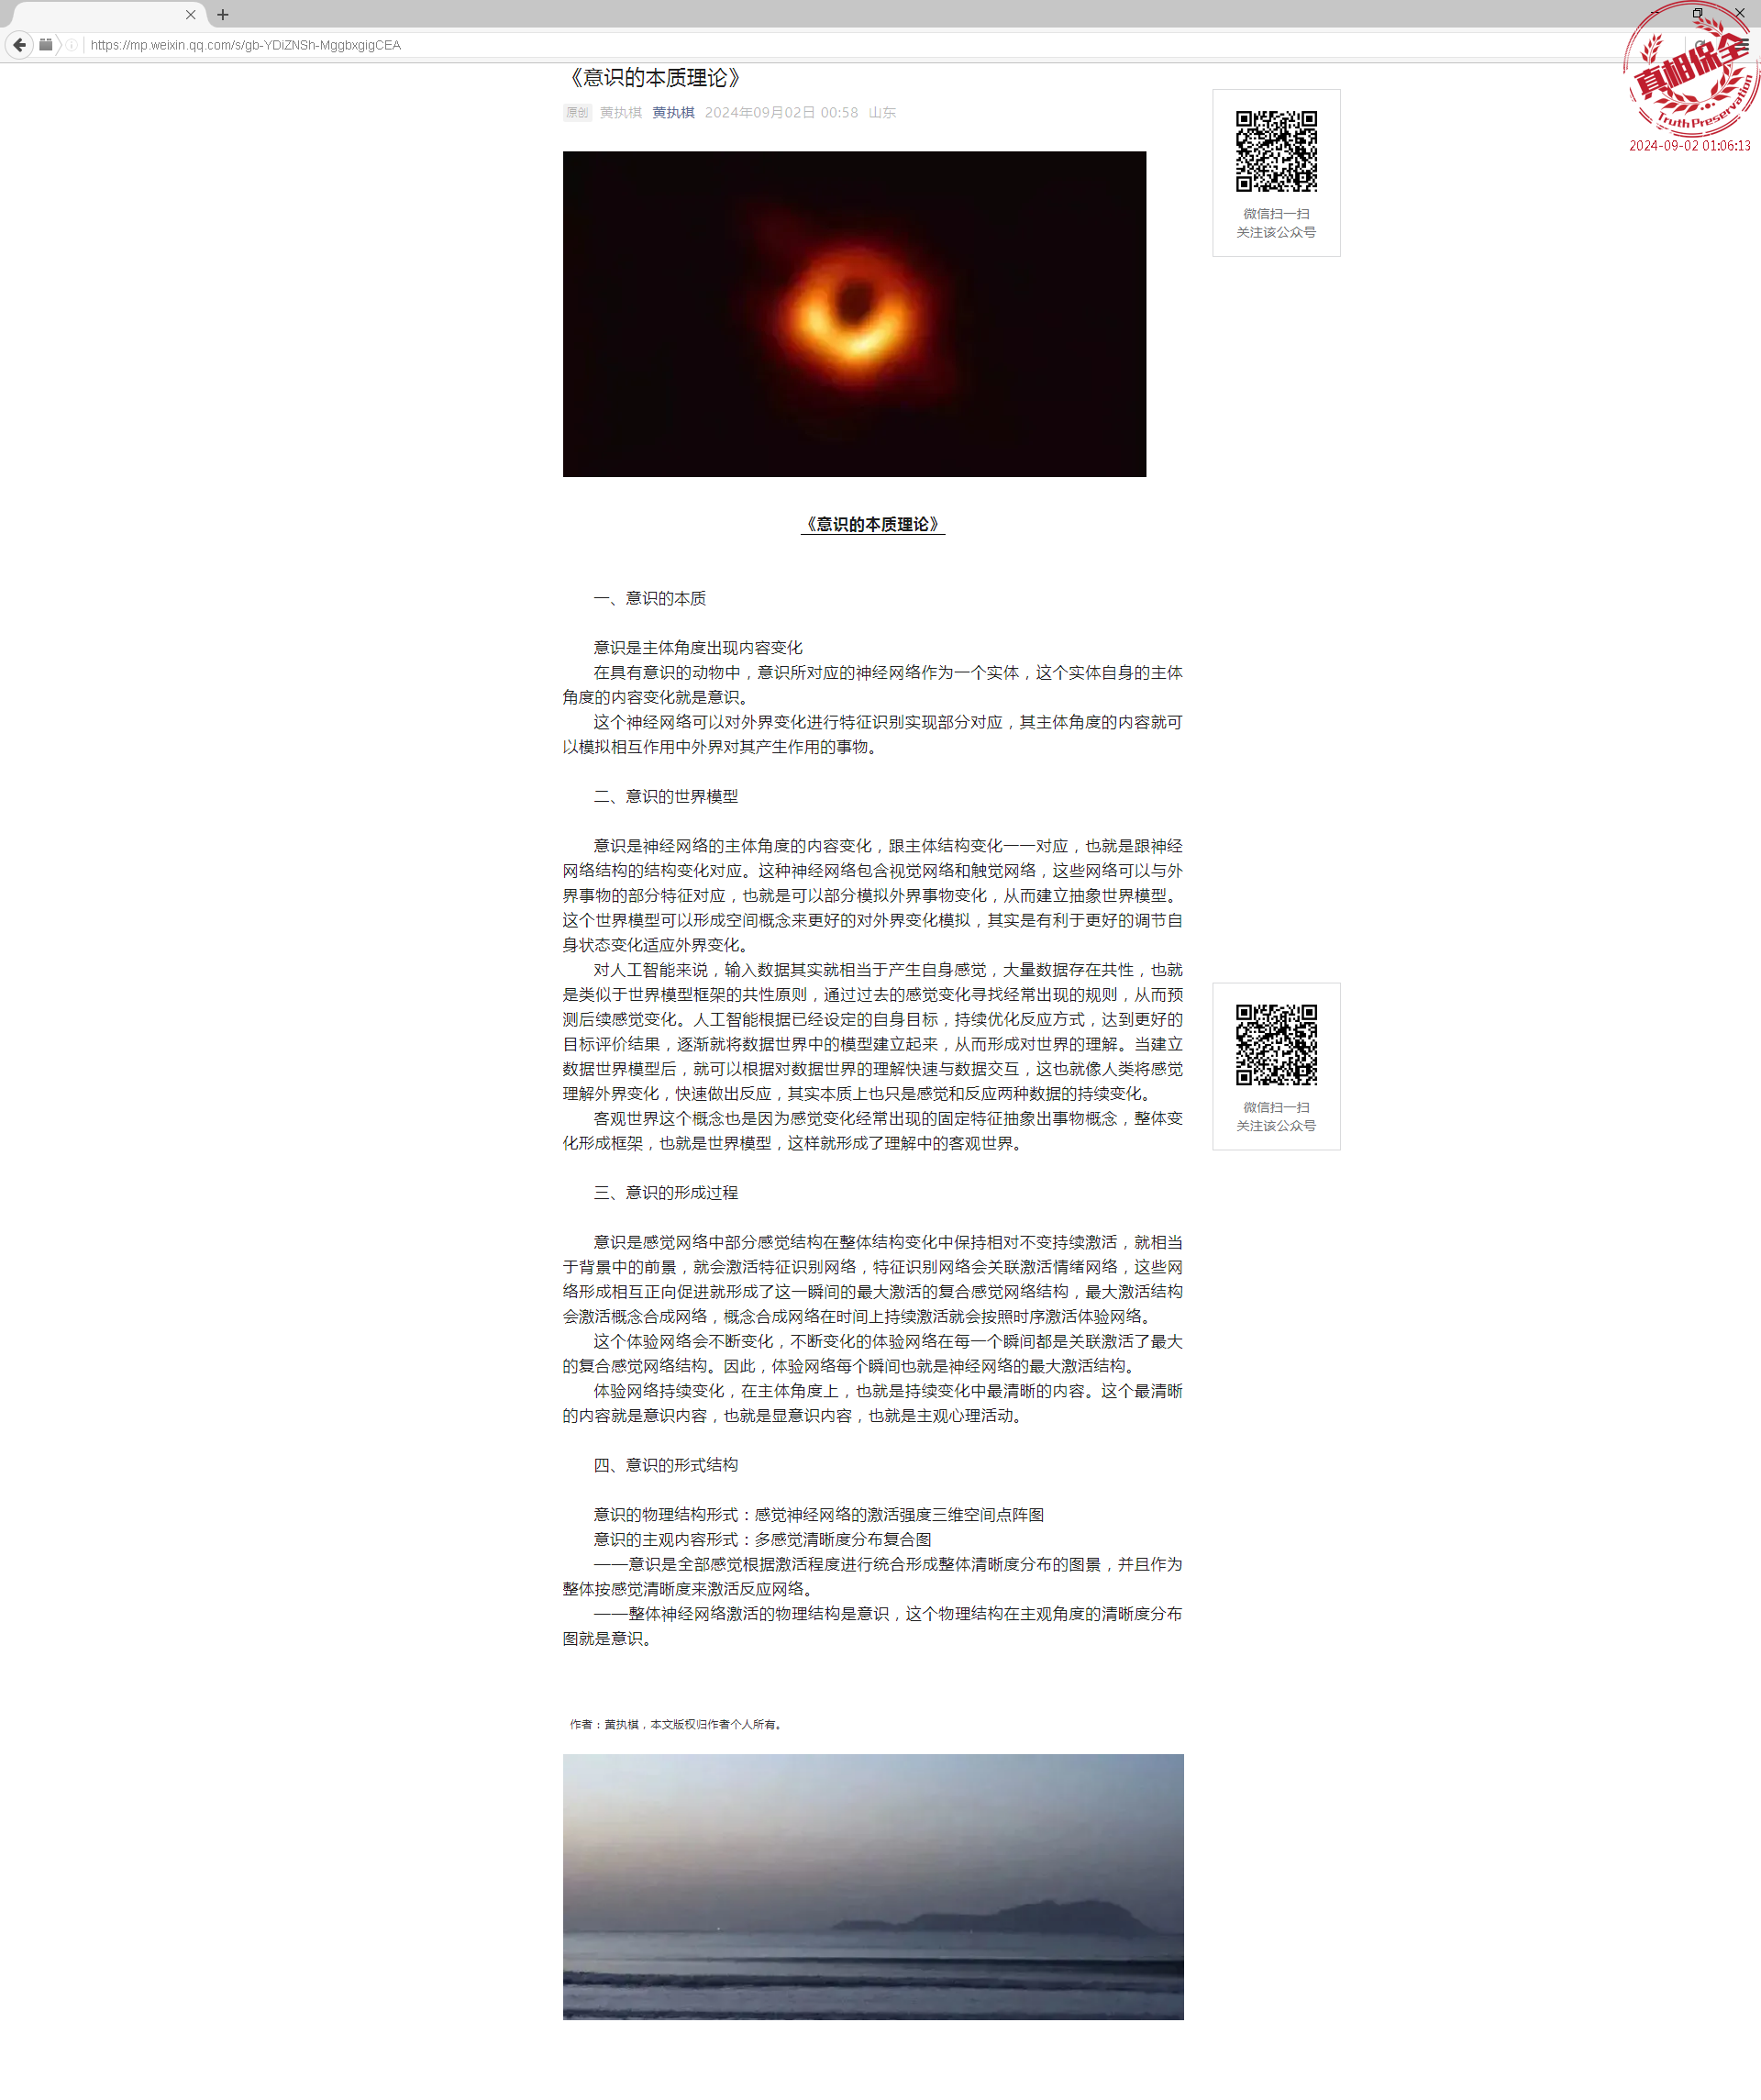 https://mp.weixin.qq.com/s/gb-YDiZNSh-MggbxgigCEA
真相保全
Truth Preservation
2024-09-02 01:06:13
《意识的本质理论》
原创 黄执棋 黄执棋 2024年09月02日 00:58 山东
微信扫一扫
关注该公众号
《意识的本质理论》
一、意识的本质
意识是主体角度出现内容变化
在具有意识的动物中，意识所对应的神经网络作为一个实体，这个实体自身的主体
角度的内容变化就是意识。
这个神经网络可以对外界变化进行特征识别实现部分对应，其主体角度的内容就可
以模拟相互作用中外界对其产生作用的事物。
二、意识的世界模型
意识是神经网络的主体角度的内容变化，跟主体结构变化一一对应，也就是跟神经
网络结构的结构变化对应。这种神经网络包含视觉网络和触觉网络，这些网络可以与外
界事物的部分特征对应，也就是可以部分模拟外界事物变化，从而建立抽象世界模型。
这个世界模型可以形成空间概念来更好的对外界变化模拟，其实是有利于更好的调节自
身状态变化适应外界变化。
对人工智能来说，输入数据其实就相当于产生自身感觉，大量数据存在共性，也就
是类似于世界模型框架的共性原则，通过过去的感觉变化寻找经常出现的规则，从而预
测后续感觉变化。人工智能根据已经设定的自身目标，持续优化反应方式，达到更好的
目标评价结果，逐渐就将数据世界中的模型建立起来，从而形成对世界的理解。当建立
数据世界模型后，就可以根据对数据世界的理解快速与数据交互，这也就像人类将感觉
理解外界变化，快速做出反应，其实本质上也只是感觉和反应两种数据的持续变化。
客观世界这个概念也是因为感觉变化经常出现的固定特征抽象出事物概念，整体变
化形成框架，也就是世界模型，这样就形成了理解中的客观世界。
微信扫一扫
关注该公众号
三、意识的形成过程
意识是感觉网络中部分感觉结构在整体结构变化中保持相对不变持续激活，就相当
于背景中的前景，就会激活特征识别网络，特征识别网络会关联激活情绪网络，这些网
络形成相互正向促进就形成了这一瞬间的最大激活的复合感觉网络结构，最大激活结构
会激活概念合成网络，概念合成网络在时间上持续激活就会按照时序激活体验网络。
这个体验网络会不断变化，不断变化的体验网络在每一个瞬间都是关联激活了最大
的复合感觉网络结构。因此，体验网络每个瞬间也就是神经网络的最大激活结构。
体验网络持续变化，在主体角度上，也就是持续变化中最清晰的内容。这个最清晰
的内容就是意识内容，也就是显意识内容，也就是主观心理活动。
四、意识的形式结构
意识的物理结构形式：感觉神经网络的激活强度三维空间点阵图
意识的主观内容形式：多感觉清晰度分布复合图
——意识是全部感觉根据激活程度进行统合形成整体清晰度分布的图景，并且作为
整体按感觉清晰度来激活反应网络。
——整体神经网络激活的物理结构是意识，这个物理结构在主观角度的清晰度分布
图就是意识。
作者：黄执棋，本文版权归作者个人所有。